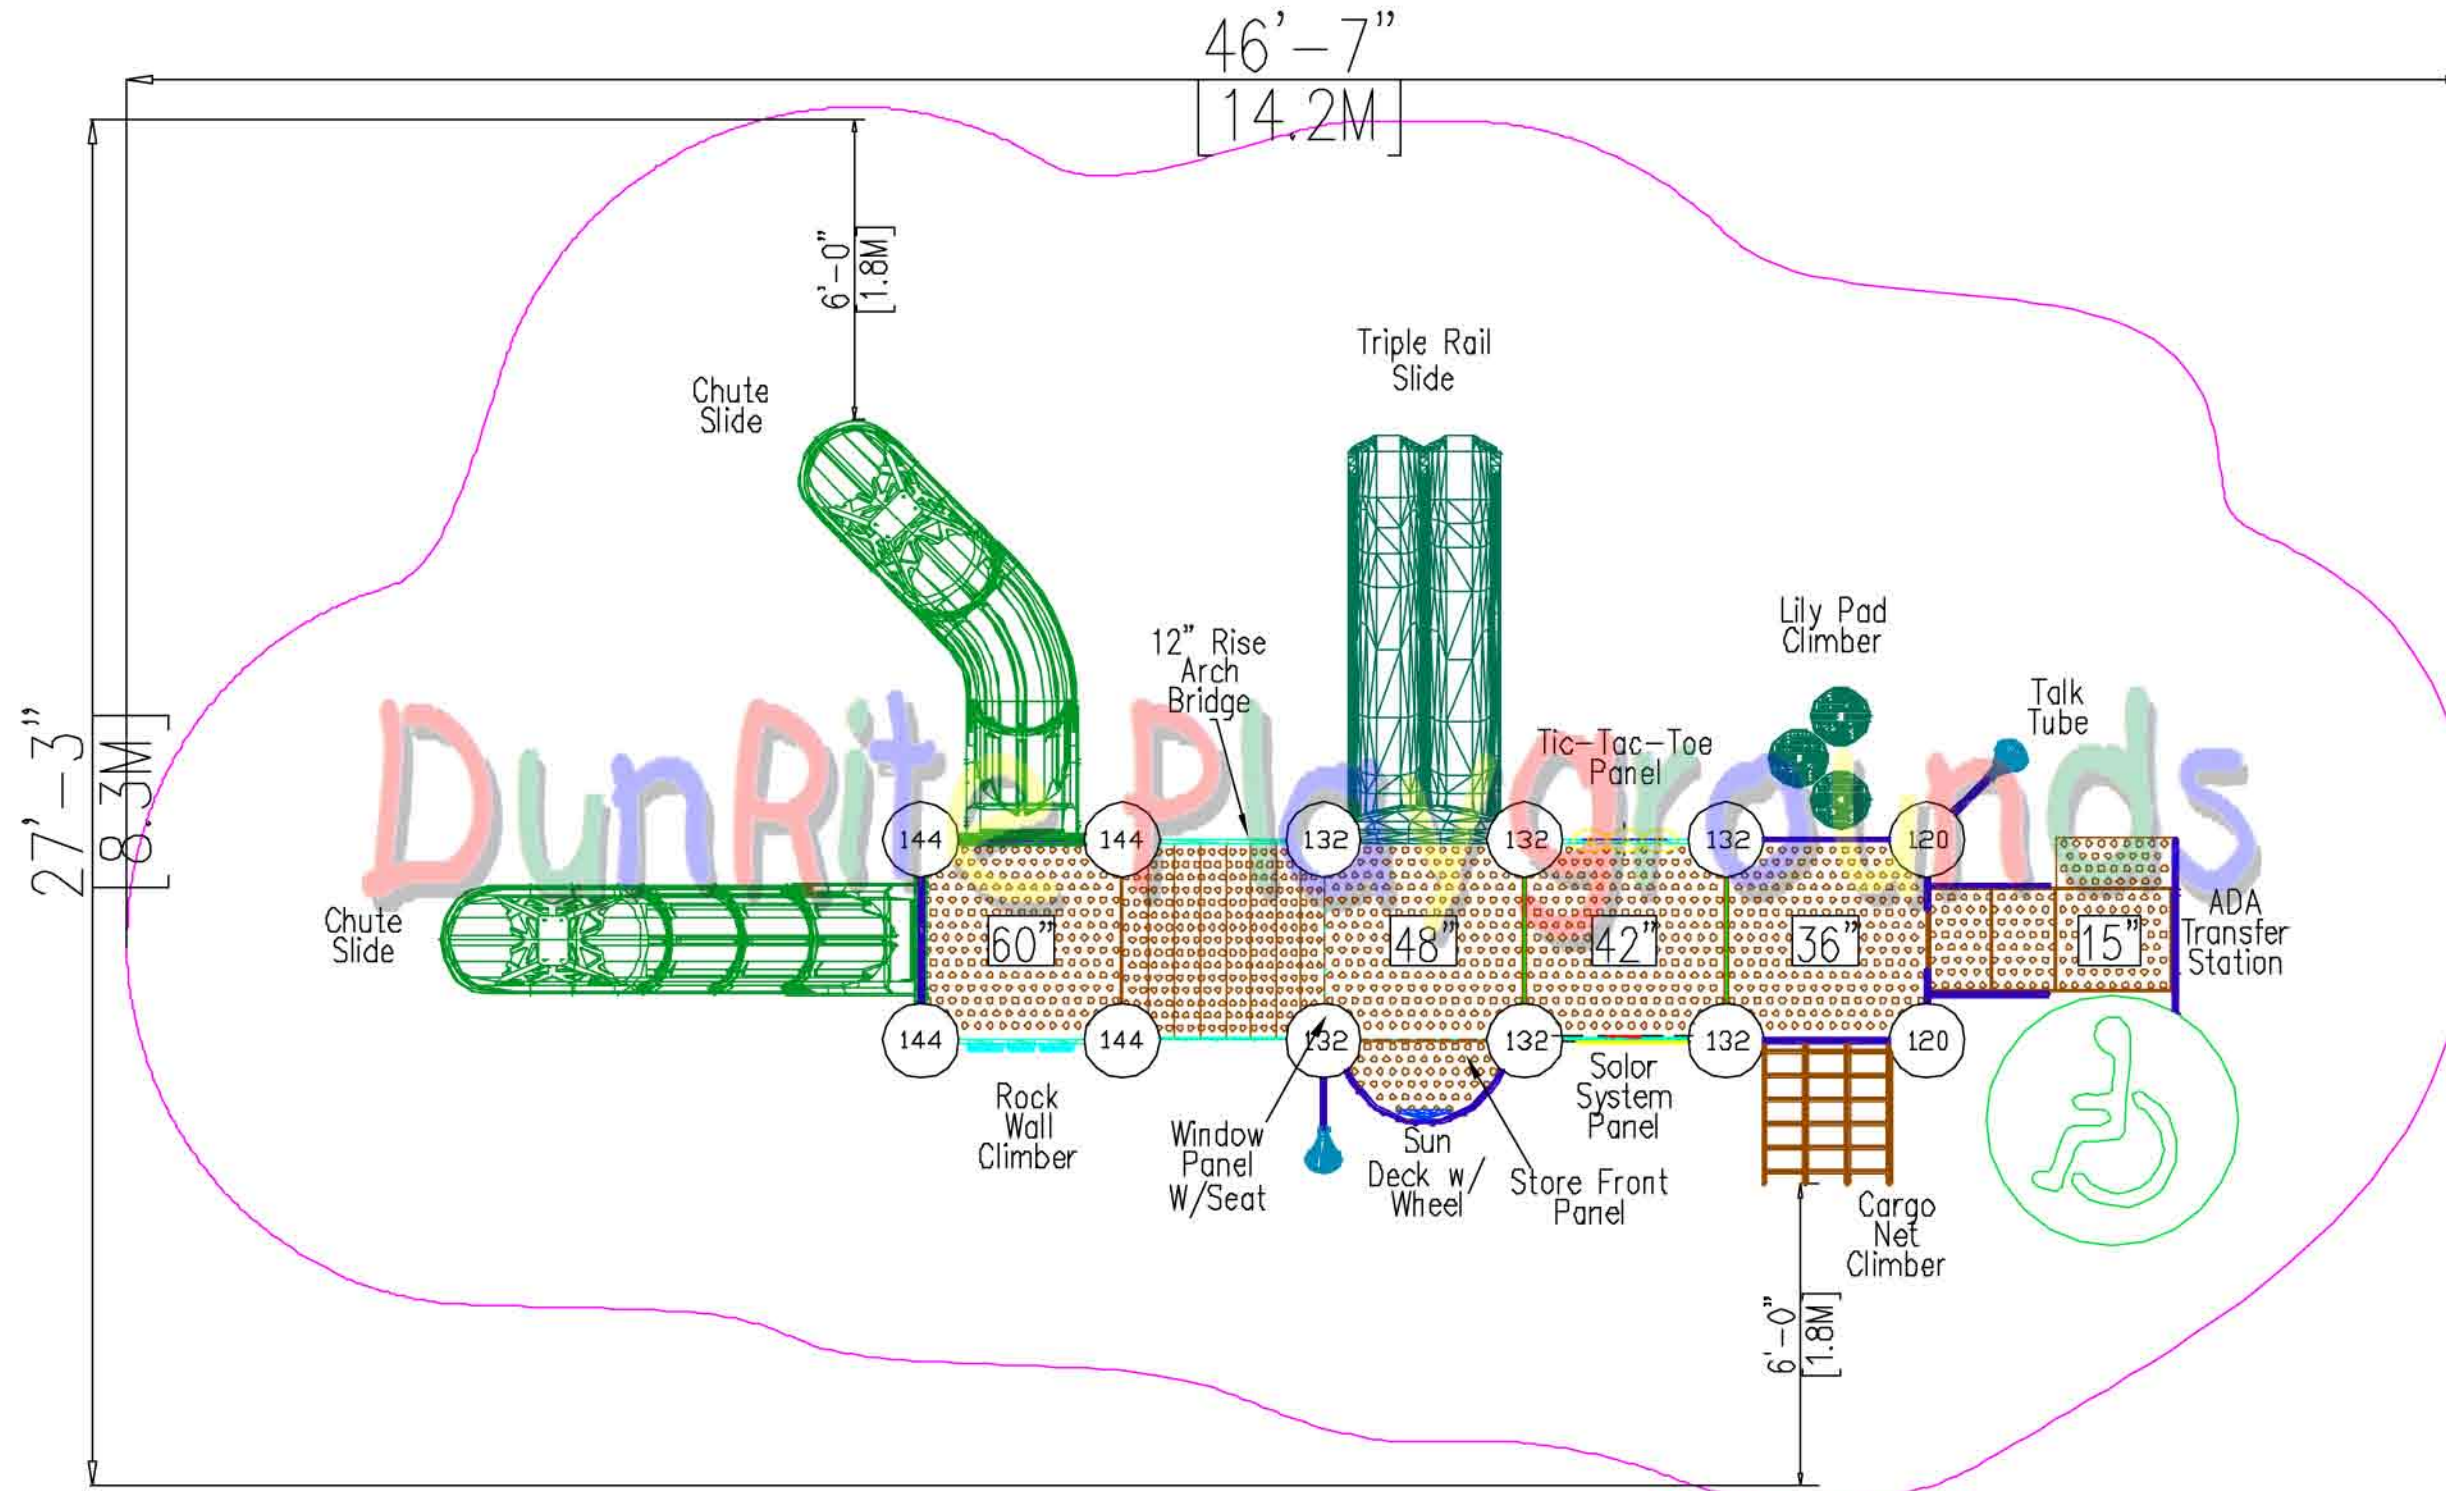 46'-7"
[14.2M]
6'-0"
[1.8M]
27'-3"
[8.3M]
Triple Rail
Slide
Chute
Slide
12" Rise
Arch
Bridge
Lily Pad
Climber
Talk
Tube
Tic-Tac-Toe
Panel
DunRite Playgrounds
144
144
132
132
132
120
Chute
Slide
60"
48"
42"
36"
15"
ADA
Transfer
Station
144
144
132
132
132
120
Rock
Wall
Climber
Window
Panel
W/Seat
Sun
Deck w/
Wheel
Store Front
Panel
Solar
System
Panel
Cargo
Net
Climber
6'-0"
[1.8M]